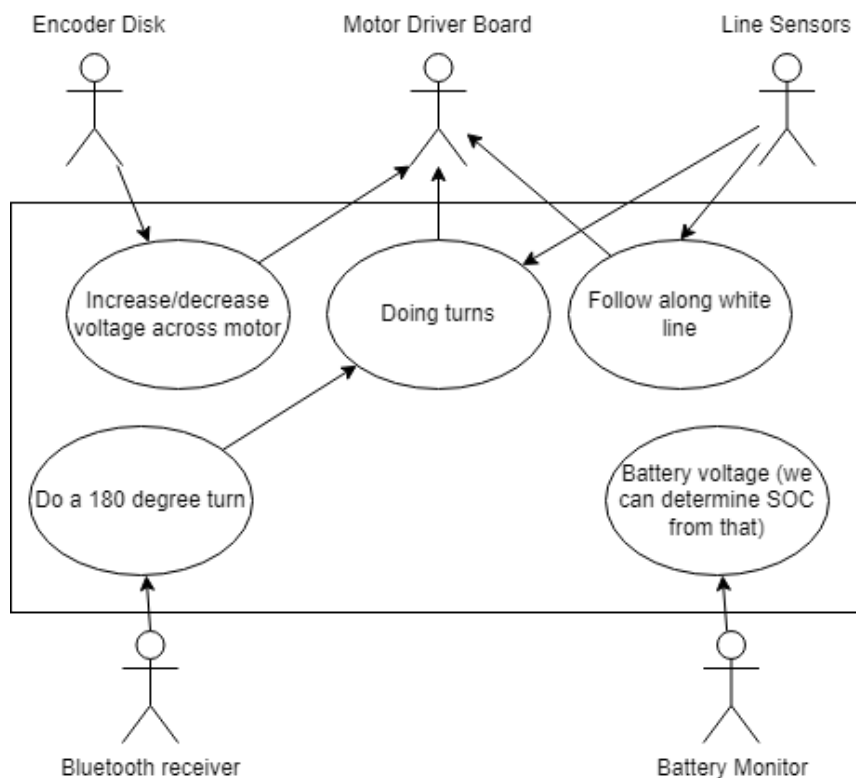 Encoder Disk
Motor Driver Board
Line Sensors
Increase/decrease
voltage across motor
Doing turns
Follow along white
line
Do a 180 degree turn
Battery voltage (we
can determine SOC
from that)
Bluetooth receiver
Battery Monitor